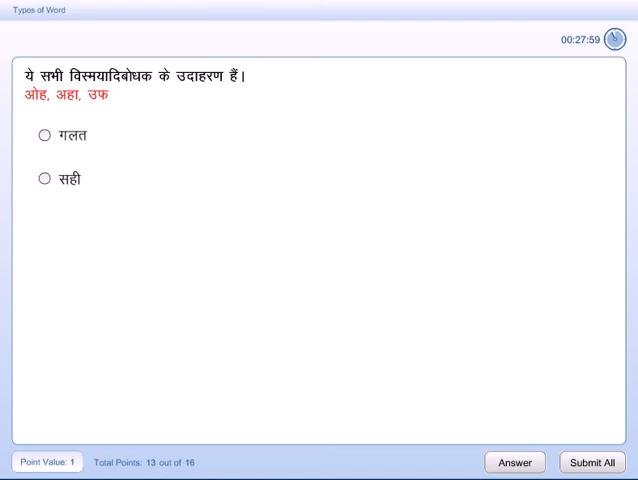 Types of Word
00:27:59
ये सभी विस्मयादिबोधक के उदाहरण हैं।
ओह, अहा, उफ
गलत
सही
Point Value: 1 Total Points: 13 out of 16 Answer Submit All